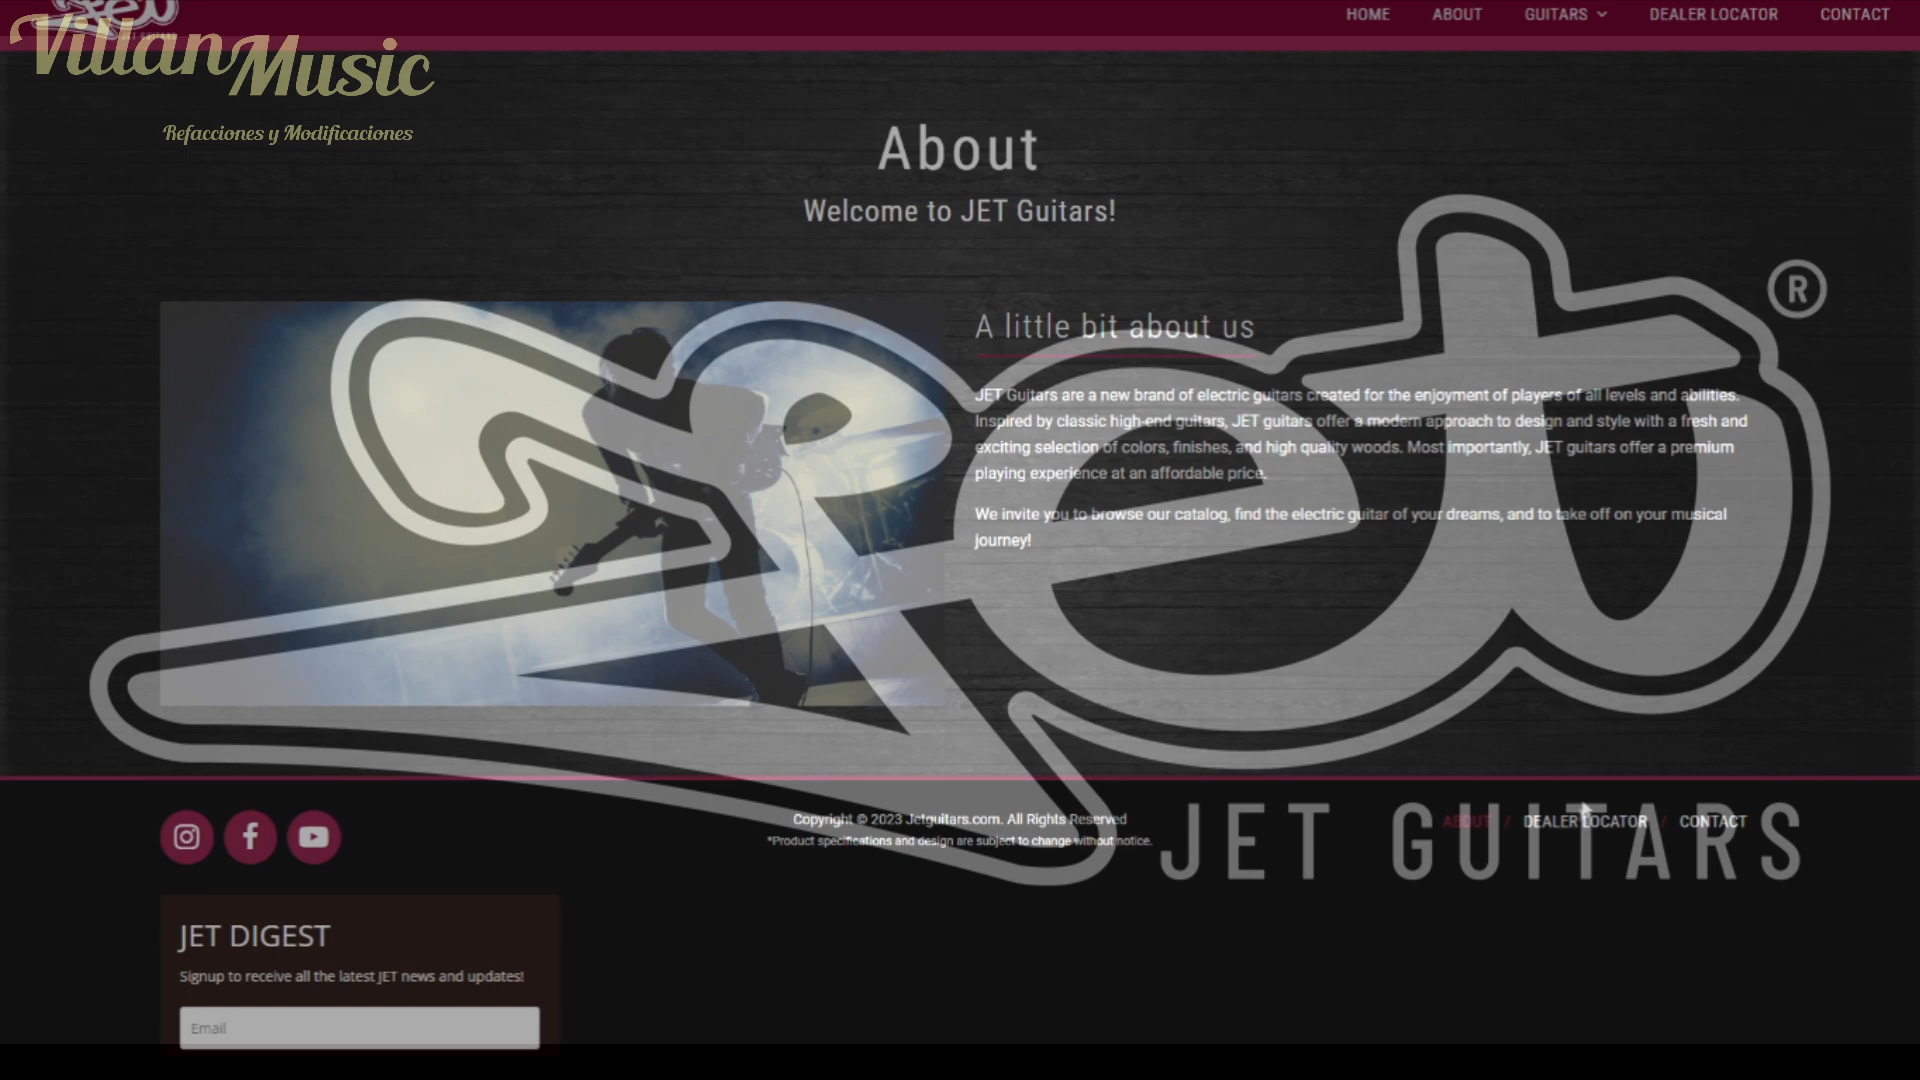 HOME ABOUT GUITARS DEALER LOCATOR CONTACT
Villan Music
Refacciones y Modificaciones
About
Welcome to JET Guitars!
Jet
®
A little bit about us
JET Guitars are a new brand of electric guitars created for the enjoyment of players of all levels and abilities.
Inspired by classic high-end guitars, JET guitars offer a modern approach to design and style with a fresh and
exciting selection of colors, finishes, and high quality woods. Most importantly, JET guitars offer a premium
playing experience at an affordable price.
We invite you to browse our catalog, find the electric guitar of your dreams, and to take off on your musical
journey!
Copyright © 2023 Jetguitars.com. All Rights Reserved
*Product specifications and design are subject to change without notice.
ABOUT / DEALER LOCATOR / CONTACT
JET GUITARS
JET DIGEST
Signup to receive all the latest JET news and updates!
Email